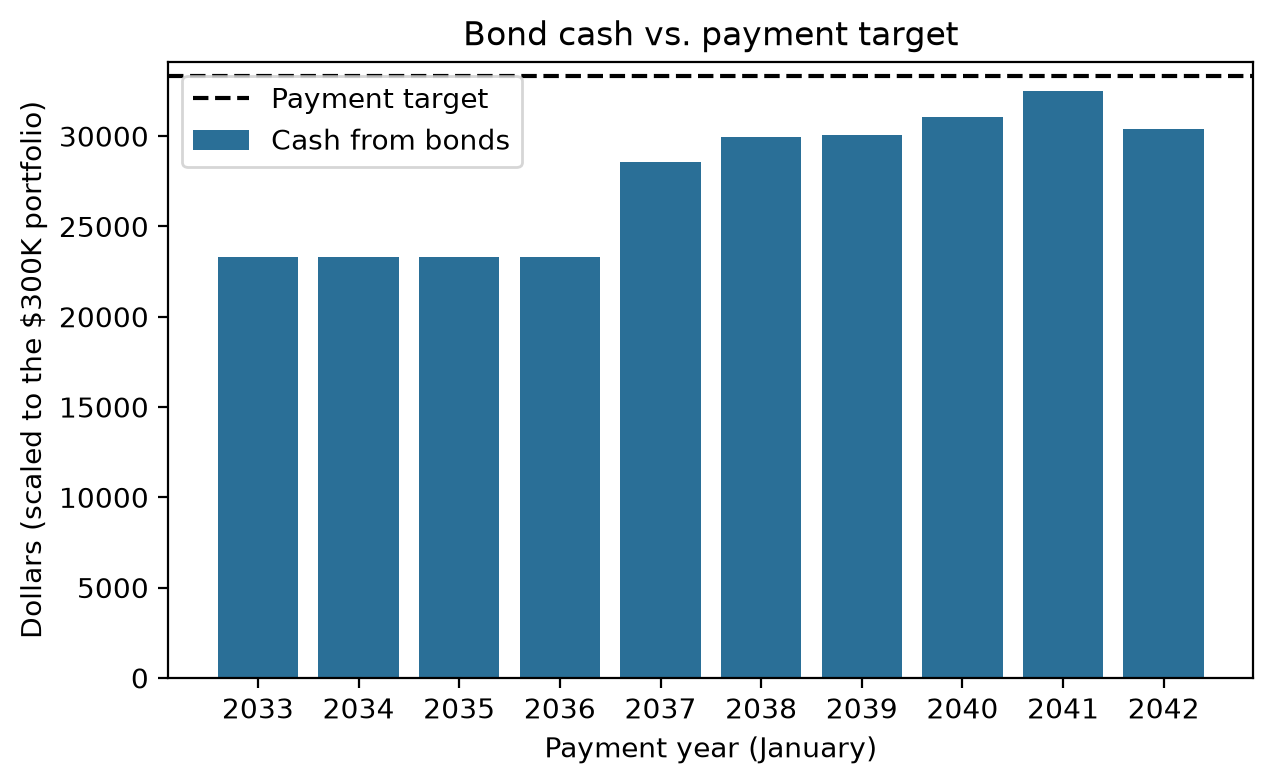 Bond cash vs. payment target
Payment target
Cash from bonds
Dollars (scaled to the $300K portfolio)
30000
25000
20000
15000
10000
5000
0
2033 2034 2035 2036 2037 2038 2039 2040 2041 2042
Payment year (January)